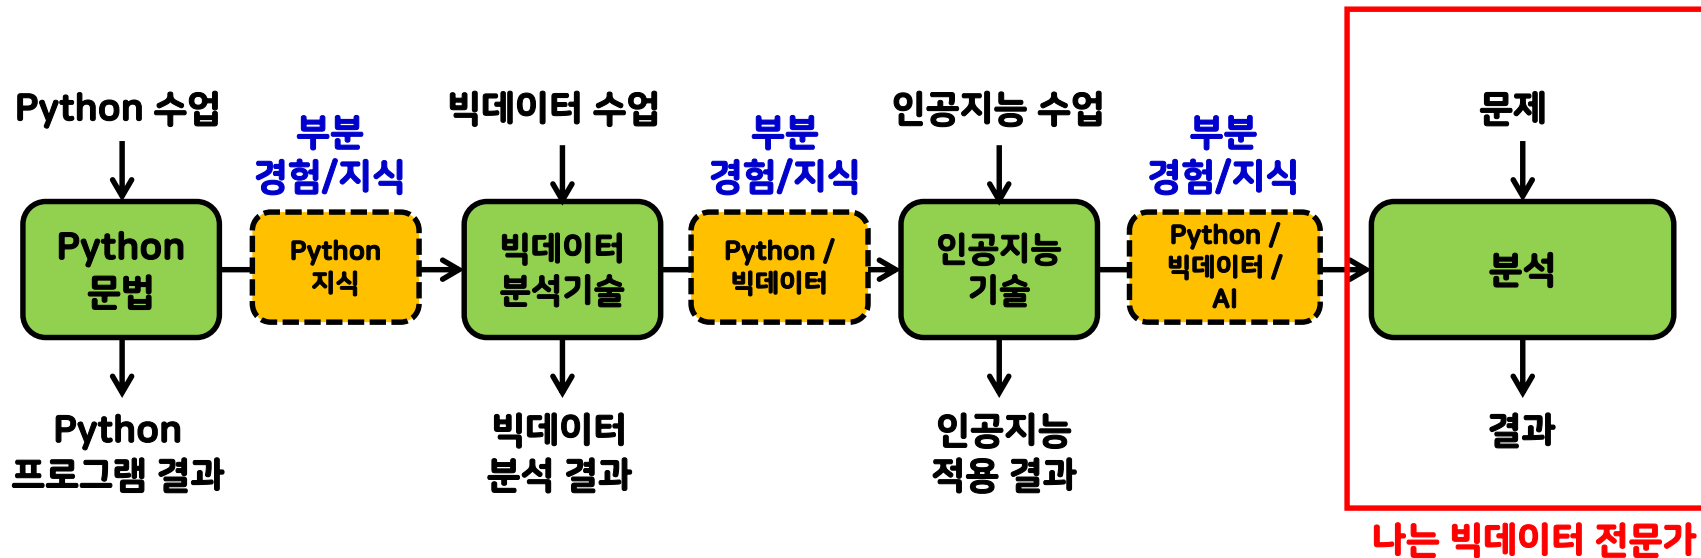 Python 수업
Python
문법
Python
프로그램 결과
부분
경험/지식
Python
지식
빅데이터 수업
빅데이터
분석기술
빅데이터
분석 결과
부분
경험/지식
Python /
빅데이터
인공지능 수업
인공지능
기술
인공지능
적용 결과
부분
경험/지식
Python /
빅데이터 /
AI
문제
분석
결과
나는 빅데이터 전문가